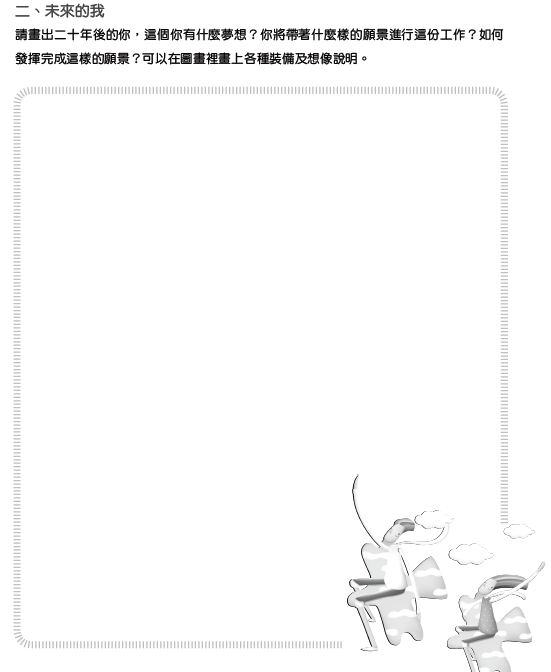 二、未來的我
請畫出二十年後的你，這個你有什麼夢想？你將帶著什麼樣的願景進行這份工作？如何
發揮完成這樣的願景？可以在圖畫裡畫上各種裝備及想像說明。